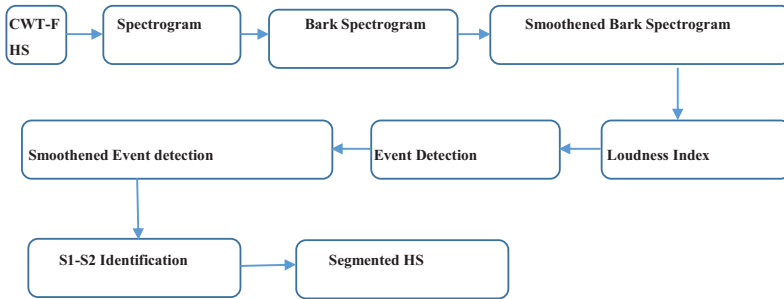 CWT-F
HS
Spectrogram
Bark Spectrogram
Smoothened Bark Spectrogram
Loudness Index
Event Detection
Smoothened Event detection
S1-S2 Identification
Segmented HS